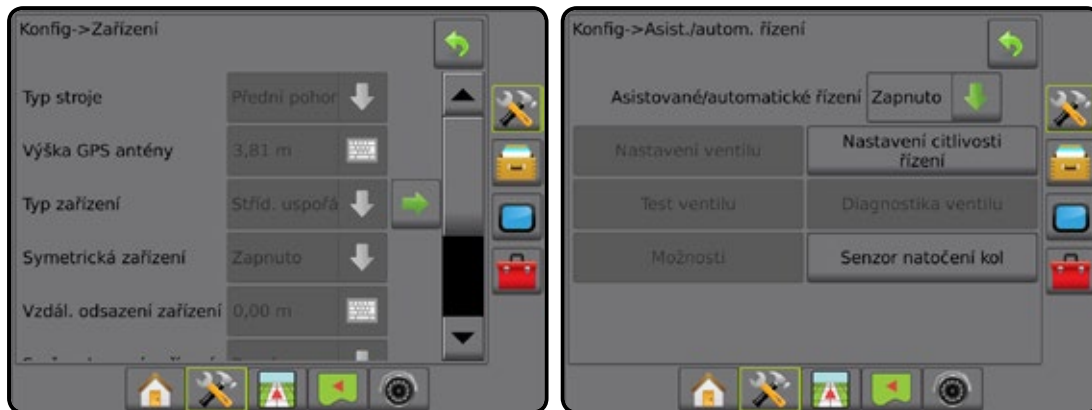 Konfig->Zařízení
Typ stroje
Přední pohon
Výška GPS antény
3,81 m
Typ zařízení
Stříd. uspořá
Symetrická zařízení
Zapnuto
Vzdál. odsazení zařízení
0,00 m
Konfig->Asist./autom. řízení
Asistované/automatické řízení
Zapnuto
Nastavení ventilu
Nastavení citlivosti
řízení
Test ventilu
Diagnostika ventilu
Možnosti
Senzor natočení kol